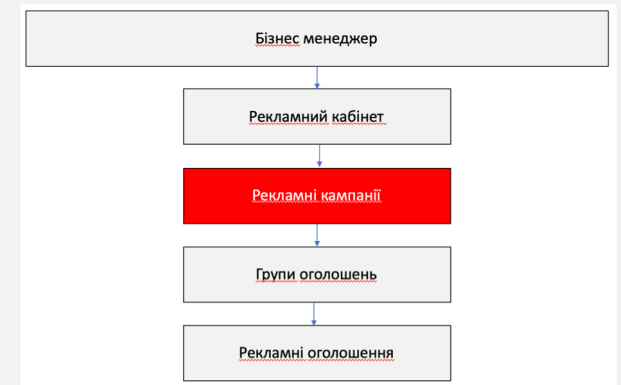 Бізнес менеджер
Рекламний кабінет
Рекламні кампанії
Групи оголошень
Рекламні оголошення